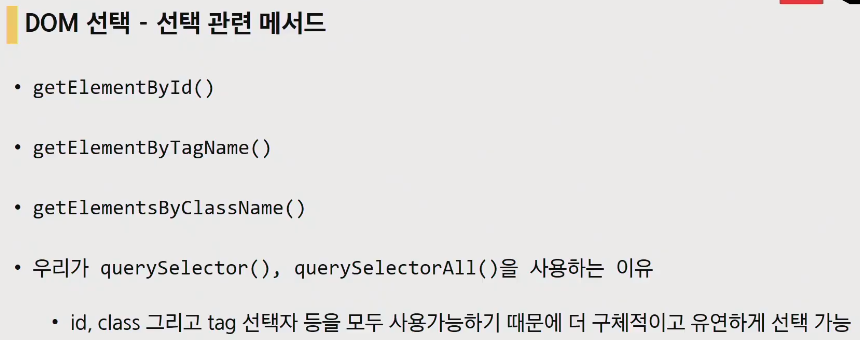 DOM 선택 - 선택 관련 메서드
• getElementById()
• getElementByTagName()
• getElementsByClassName()
• 우리가 querySelector(), querySelectorAll()을 사용하는 이유
• id, class 그리고 tag 선택자 등을 모두 사용가능하기 때문에 더 구체적이고 유연하게 선택 가능